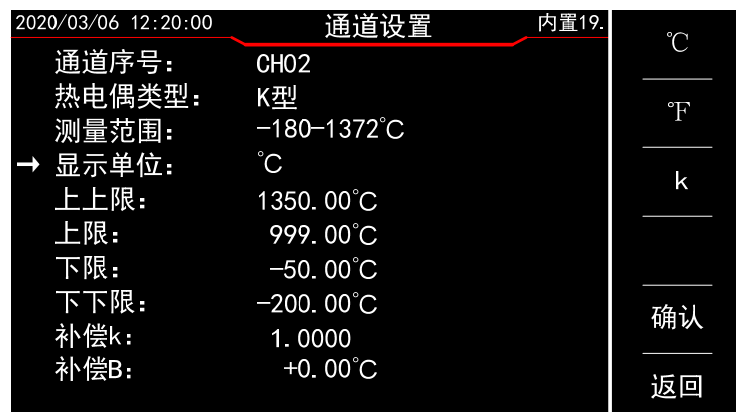 2020/03/06 12:20:00 通道设置 内置19.
通道序号： CH02
热电偶类型： K型
测量范围： −180−1372℃
→ 显示单位： ℃
上上限： 1350.00℃
上限： 999.00℃
下限： −50.00℃
下下限： −200.00℃
补偿k： 1.0000
补偿B： +0.00℃
℃
℉
k
确认
返回